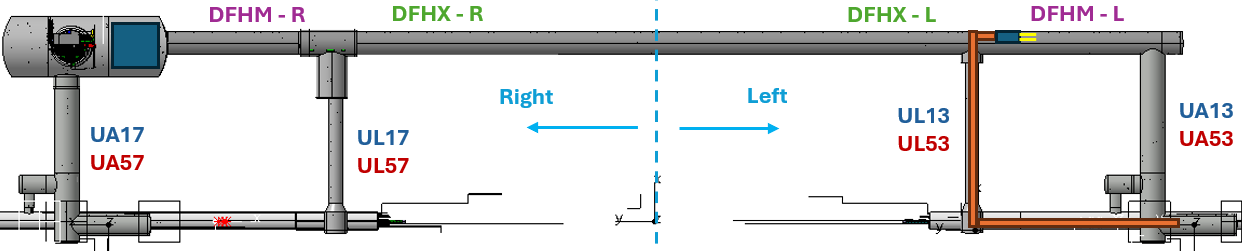 DFHM - R
DFHX - R
DFHX - L
DFHM - L
Right
Left
UA17
UA57
UL17
UL57
UL13
UL53
UA13
UA53
y
z
y
z